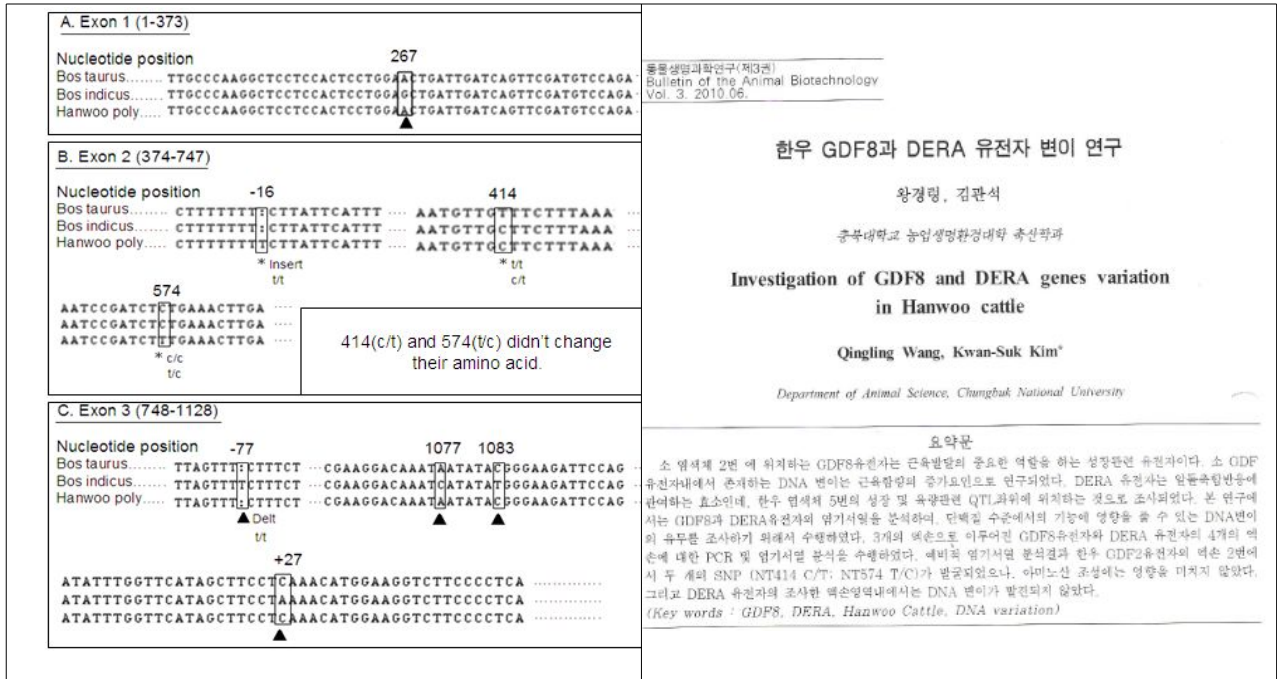 A. Exon 1 (1-373)
Nucleotide position 267
Bos taurus........ TTGCCCAAGGCTCCTCCACTCCTGGAACTGATTGATCAGTTCGATGTCCAGA
Bos indicus....... TTGCCCAAGGCTCCTCCACTCCTGGAGCTGATTGATCAGTTCGATGTCCAGA
Hanwoo poly..... TTGCCCAAGGCTCCTCCACTCCTGGAACTGATTGATCAGTTCGATGTCCAGA
▲
B. Exon 2 (374-747)
Nucleotide position -16 414
Bos taurus........ CTTTTTTT:CTTATTCATTT .... AATGTTGTTTCTTTAAA ...
Bos indicus....... CTTTTTTT:CTTATTCATTT .... AATGTTGCTTCTTTAAA ...
Hanwoo poly..... CTTTTTTTTCTTATTCATTT .... AATGTTGCTTCTTTAAA ...
* Insert * t/t
t/t c/t
574
AATCCGATCTCTGAAACTTGA ....
AATCCGATCTCTGAAACTTGA ....
AATCCGATCTTTGAAACTTGA ....
* c/c
t/c
414(c/t) and 574(t/c) didn't change
their amino acid.
C. Exon 3 (748-1128)
Nucleotide position -77 1077 1083
Bos taurus........ TTAGTTTTCTTTCT ...CGAAGGACAAATAATATACGGGAAGATTCCAG ...
Bos indicus....... TTAGTTT:CTTTCT ...CGAAGGACAAATCATATATGGGAAGATTCCAG ...
Hanwoo poly..... TTAGTTT:CTTTCT ...CGAAGGACAAATAATATACGGGAAGATTCCAG ...
▲ Delt ▲ ▲
t/t
+27
ATATTTGGTTCATAGCTTCCTCAAACATGGAAGGTCTTCCCCTCA ..............
ATATTTGGTTCATAGCTTCCTAAAACATGGAAGGTCTTCCCCTCA ..............
ATATTTGGTTCATAGCTTCCTCAAACATGGAAGGTCTTCCCCTCA ..............
▲
동물생명과학연구(제3권)
Bulletin of the Animal Biotechnology
Vol. 3. 2010.06.
한우 GDF8과 DERA 유전자 변이 연구
왕경링, 김관석
충북대학교 농업생명환경대학 축산학과
Investigation of GDF8 and DERA genes variation
in Hanwoo cattle
Qingling Wang, Kwan-Suk Kim*
Department of Animal Science, Chungbuk National University
요약문
소 염색체 2번 에 위치하는 GDF8유전자는 근육발달의 중요한 역할을 하는 성장관련 유전자이다. 소 GDF
유전자내에서 존재하는 DNA 변이는 근육함량의 증가요인으로 연구되었다. DERA 유전자는 알돌축합반응에
관여하는 효소인데, 한우 염색체 5번의 성장 및 육량관련 QTL좌위에 위치하는 것으로 조사되었다. 본 연구에
서는 GDF8과 DERA유전자의 염기서열을 분석하여, 단백질 수준에서의 기능에 영향을 줄 수 있는 DNA변이
의 유무를 조사하기 위해서 수행하였다. 3개의 엑손으로 이루어진 GDF8유전자와 DERA 유전자의 4개의 엑
손에 대한 PCR 및 염기서열 분석을 수행하였다. 예비적 염기서열 분석결과 한우 GDF2유전자의 엑손 2번에
서 두 개의 SNP (NT414 C/T; NT574 T/C)가 발굴되었으나, 아미노산 조성에는 영향을 미치지 않았다.
그리고 DERA 유전자의 조사한 엑손영역내에서는 DNA 변이가 발견되지 않았다.
(Key words : GDF8, DERA, Hanwoo Cattle, DNA variation)